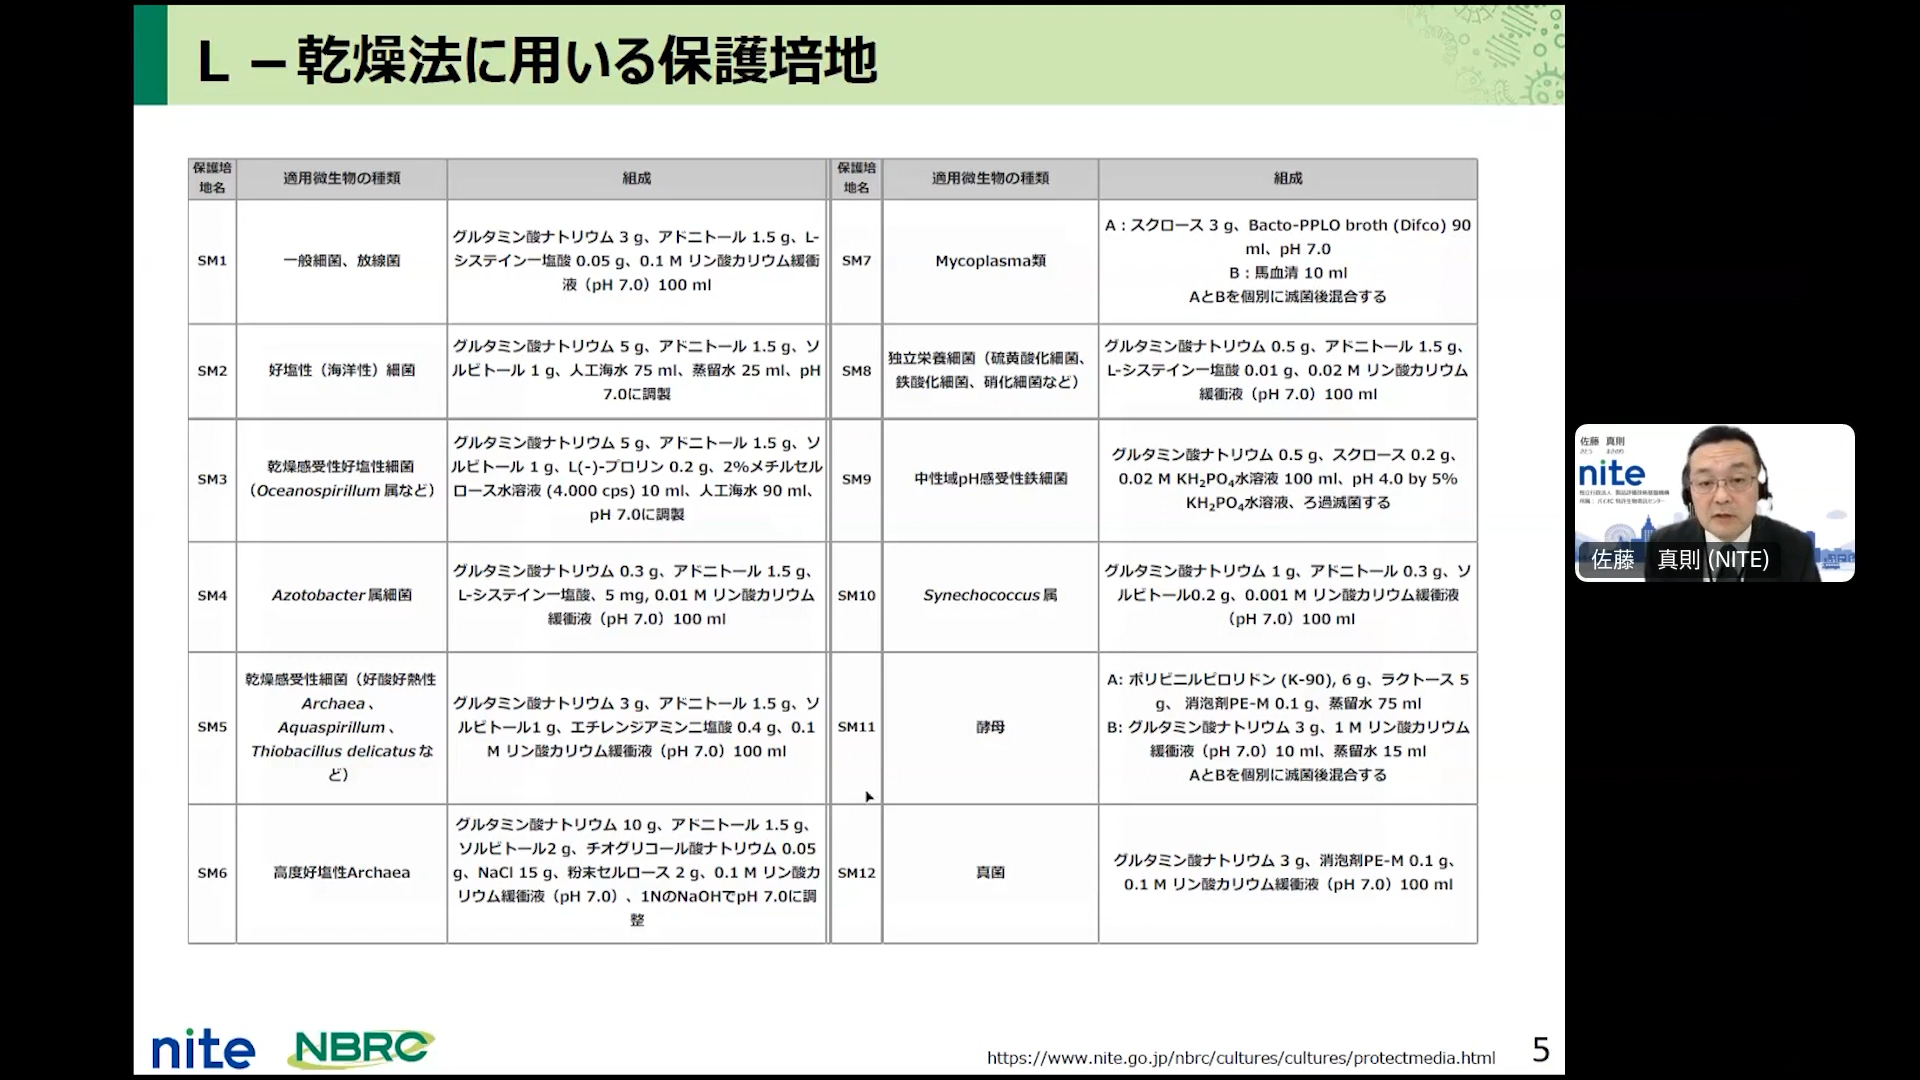 L－乾燥法に用いる保護培地
保護培
地名
適用微生物の種類
組成
保護培
地名
適用微生物の種類
組成
SM1
一般細菌、放線菌
グルタミン酸ナトリウム 3 g、アドニトール 1.5 g、L-
システイン一塩酸 0.05 g、0.1 M リン酸カリウム緩衝
液（pH 7.0）100 ml
SM7
Mycoplasma類
A：スクロース 3 g、Bacto-PPLO broth (Difco) 90
ml、pH 7.0
B：馬血清 10 ml
AとBを個別に滅菌後混合する
SM2
好塩性（海洋性）細菌
グルタミン酸ナトリウム 5 g、アドニトール 1.5 g、ソ
ルビトール 1 g、人工海水 75 ml、蒸留水 25 ml、pH
7.0に調製
SM8
独立栄養細菌（硫黄酸化細菌、
鉄酸化細菌、硝化細菌など）
グルタミン酸ナトリウム 0.5 g、アドニトール 1.5 g、
L-システイン一塩酸 0.01 g、0.02 M リン酸カリウム
緩衝液（pH 7.0）100 ml
SM3
乾燥感受性好塩性細菌
（Oceanospirillum 属など）
グルタミン酸ナトリウム 5 g、アドニトール 1.5 g、ソ
ルビトール 1 g、L(-)-プロリン 0.2 g、2%メチルセル
ロース水溶液 (4.000 cps) 10 ml、人工海水 90 ml、
pH 7.0に調製
SM9
中性域pH感受性鉄細菌
グルタミン酸ナトリウム 0.5 g、スクロース 0.2 g、
0.02 M KH₂PO₄水溶液 100 ml、pH 4.0 by 5%
KH₂PO₄水溶液、ろ過滅菌する
SM4
Azotobacter 属細菌
グルタミン酸ナトリウム 0.3 g、アドニトール 1.5 g、
L-システイン一塩酸、5 mg, 0.01 M リン酸カリウム
緩衝液（pH 7.0）100 ml
SM10
Synechococcus 属
グルタミン酸ナトリウム 1 g、アドニトール 0.3 g、ソ
ルビトール0.2 g、0.001 M リン酸カリウム緩衝液
（pH 7.0）100 ml
SM5
乾燥感受性細菌（好酸好熱性
Archaea 、
Aquaspirillum 、
Thiobacillus delicatus な
ど）
グルタミン酸ナトリウム 3 g、アドニトール 1.5 g、ソ
ルビトール1 g、エチレンジアミン二塩酸 0.4 g、0.1
M リン酸カリウム緩衝液（pH 7.0）100 ml
SM11
酵母
A: ポリビニルピロリドン (K-90), 6 g、ラクトース 5
g、 消泡剤PE-M 0.1 g、蒸留水 75 ml
B: グルタミン酸ナトリウム 3 g、1 M リン酸カリウム
緩衝液（pH 7.0）10 ml、蒸留水 15 ml
AとBを個別に滅菌後混合する
SM6
高度好塩性Archaea
グルタミン酸ナトリウム 10 g、アドニトール 1.5 g、
ソルビトール2 g、チオグリコール酸ナトリウム 0.05
g、NaCl 15 g、粉末セルロース 2 g、0.1 M リン酸カ
リウム緩衝液（pH 7.0）、1NのNaOHでpH 7.0に調
整
SM12
真菌
グルタミン酸ナトリウム 3 g、消泡剤PE-M 0.1 g、
0.1 M リン酸カリウム緩衝液（pH 7.0）100 ml
nite
NBRC
https://www.nite.go.jp/nbrc/cultures/cultures/protectmedia.html
5
佐藤 真則
nite
佐藤 真則 (NITE)